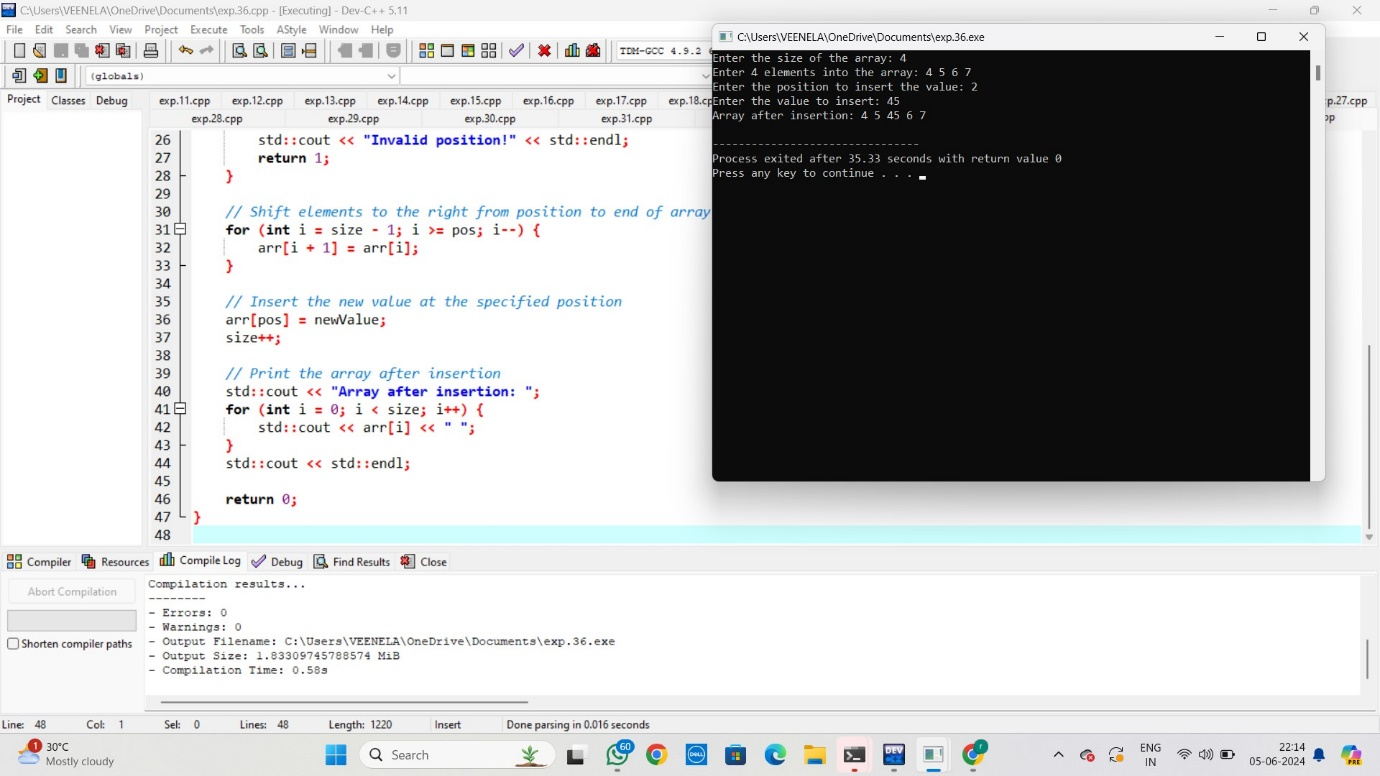 C:\Users\VEENELA\OneDrive\Documents\exp.36.cpp - [Executing] - Dev-C++ 5.11
File Edit Search View Project Execute Tools AStyle Window Help
TDM-GCC 4.9.2 6
(globals)
Project Classes Debug
exp.11.cpp exp.12.cpp exp.13.cpp exp.14.cpp exp.15.cpp exp.16.cpp exp.17.cpp exp.18.c p.27.cpp
exp.28.cpp exp.29.cpp exp.30.cpp exp.31.cpp pp
26 std::cout << "Invalid position!" << std::endl;
27 return 1;
28 }
29
30 // Shift elements to the right from position to end of array
31 for (int i = size - 1; i >= pos; i--) {
32 arr[i + 1] = arr[i];
33 }
34
35 // Insert the new value at the specified position
36 arr[pos] = newValue;
37 size++;
38
39 // Print the array after insertion
40 std::cout << "Array after insertion: ";
41 for (int i = 0; i < size; i++) {
42 std::cout << arr[i] << " ";
43 }
44 std::cout << std::endl;
45
46 return 0;
47 }
48
C:\Users\VEENELA\OneDrive\Documents\exp.36.exe
Enter the size of the array: 4
Enter 4 elements into the array: 4 5 6 7
Enter the position to insert the value: 2
Enter the value to insert: 45
Array after insertion: 4 5 45 6 7
--------------------------------
Process exited after 35.33 seconds with return value 0
Press any key to continue . . .
Compiler Resources Compile Log Debug Find Results Close
Abort Compilation
Shorten compiler paths
Compilation results...
--------
- Errors: 0
- Warnings: 0
- Output Filename: C:\Users\VEENELA\OneDrive\Documents\exp.36.exe
- Output Size: 1.83309745788574 MiB
- Compilation Time: 0.58s
Line: 48 Col: 1 Sel: 0 Lines: 48 Length: 1220 Insert Done parsing in 0.016 seconds
1
30°C
Mostly cloudy
Search
60
DELL
DEV
7
ENG
IN
22:14
05-06-2024
PRE